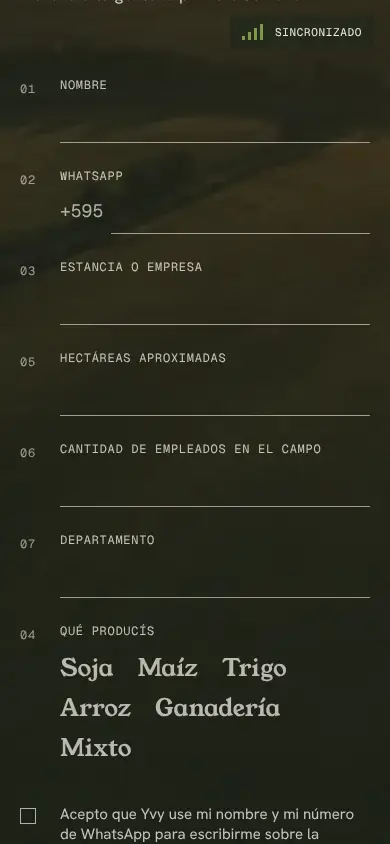 SINCRONIZADO
01 NOMBRE
02 WHATSAPP
+595
03 ESTANCIA O EMPRESA
05 HECTÁREAS APROXIMADAS
06 CANTIDAD DE EMPLEADOS EN EL CAMPO
07 DEPARTAMENTO
04 QUÉ PRODUCÍS
Soja Maíz Trigo
Arroz Ganadería
Mixto
Acepto que Yvy use mi nombre y mi número
de WhatsApp para escribirme sobre la